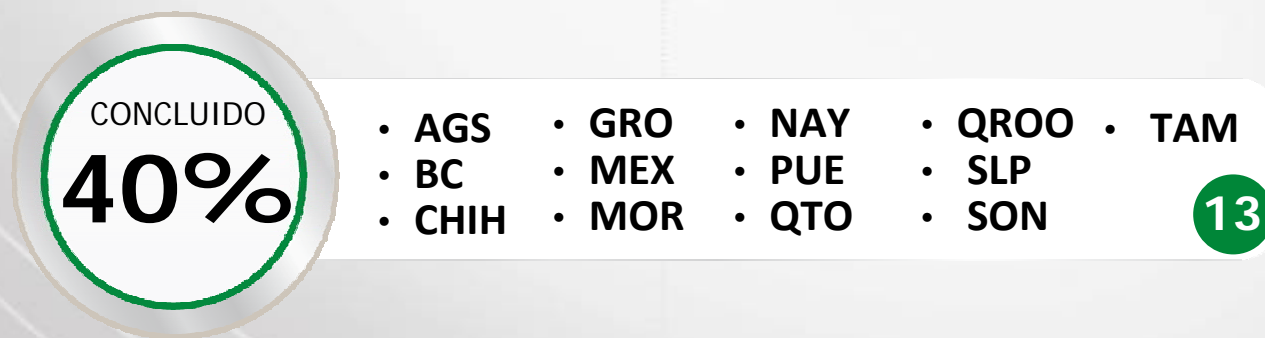 CONCLUIDO
40%
• AGS
• BC
• CHIH
• GRO
• MEX
• MOR
• NAY
• PUE
• QTO
• QROO
• SLP
• SON
• TAM
13